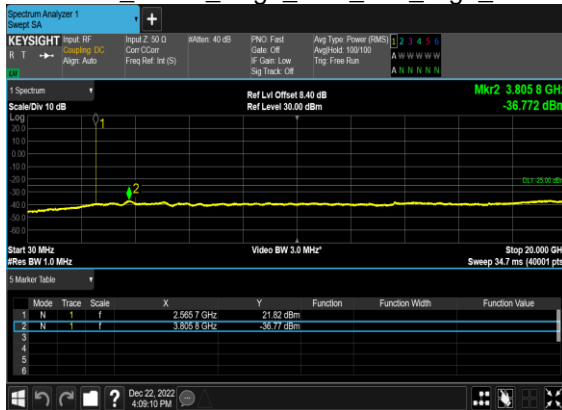 Spectrum Analyzer 1
Swept SA
+
KEYSIGHT Input: RF Input Z: 50 Ω #Atten: 40 dB PNO: Fast Avg Type: Power (RMS) 1 2 3 4 5 6
R T Coupling: DC Corr CCorr Gate: Off Avg|Hold: 100/100 A W W W W W
Align: Auto Freq Ref: Int (S) IF Gain: Low Trig: Free Run
LXI Sig Track: Off A N N N N N
1 Spectrum Ref Lvl Offset 8.40 dB Mkr2 3.805 8 GHz
Scale/Div 10 dB Ref Level 30.00 dBm -36.772 dBm
Log
20.0
10.0
0.00
-10.0
-20.0
-30.0
-40.0
-50.0
-60.0
1
2
DL1 -25.00 dBm
Start 30 MHz Video BW 3.0 MHz* Stop 20.000 GHz
#Res BW 1.0 MHz Sweep 34.7 ms (40001 pts)
5 Marker Table
Mode Trace Scale X Y Function Function Width Function Value
1 N 1 f 2.565 7 GHz 21.82 dBm
2 N 1 f 3.805 8 GHz -36.77 dBm
3
4
5
6
? Dec 22, 2022
4:09:10 PM